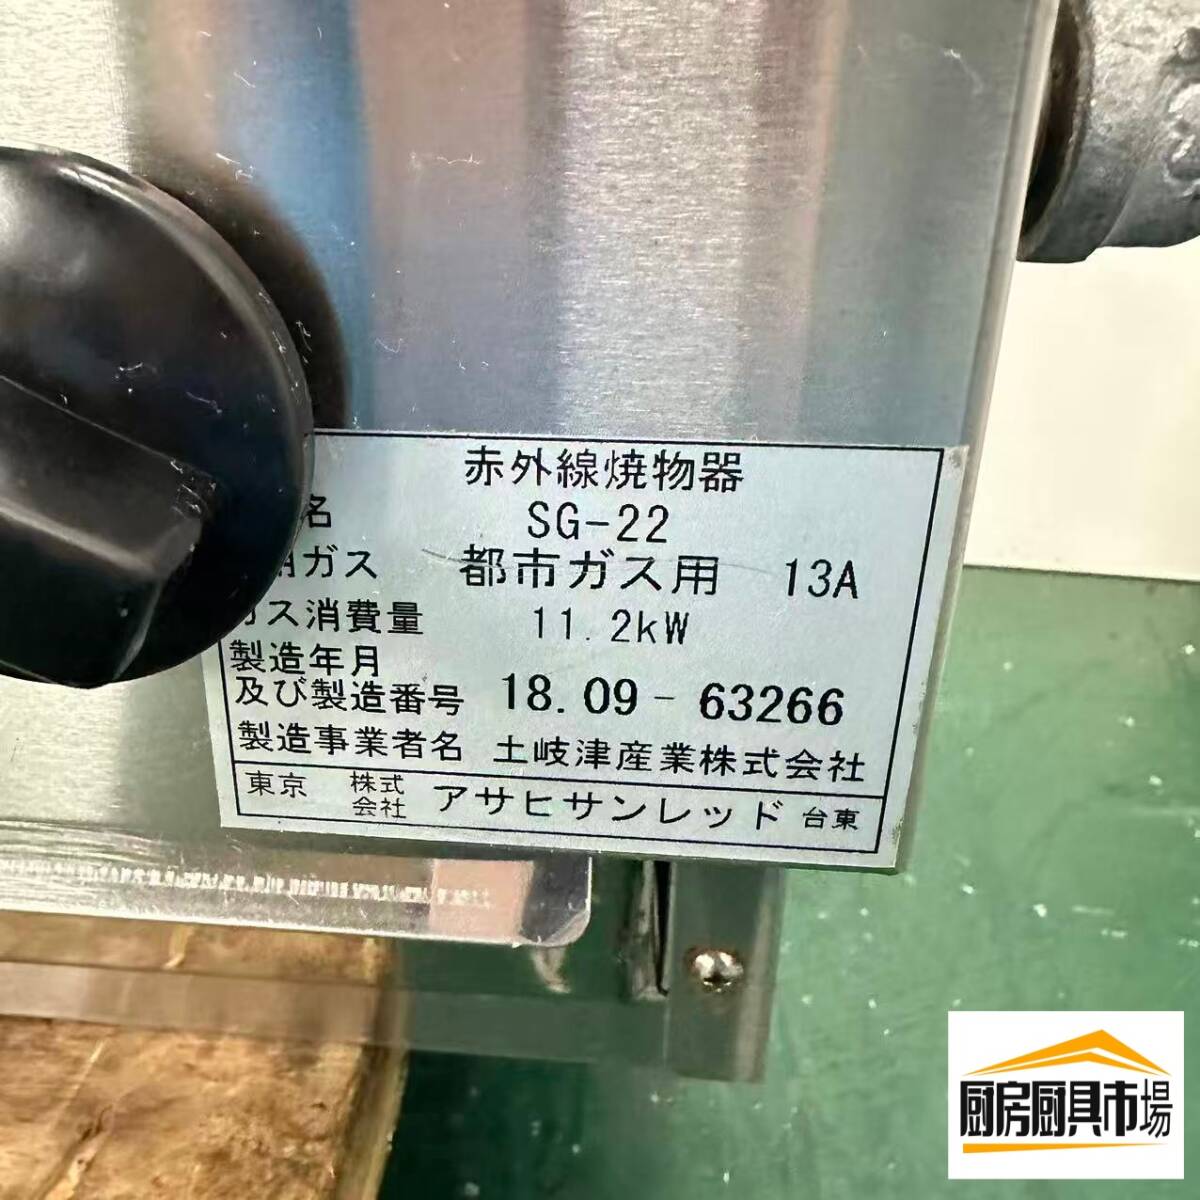 赤外線焼物器
名 SG-22
用ガス 都市ガス用 13A
ガス消費量 11.2kW
製造年月
及び製造番号 18.09-63266
製造事業者名 土岐津産業株式会社
東京 株式会社 アサヒサンレッド 台東
厨房厨具市場